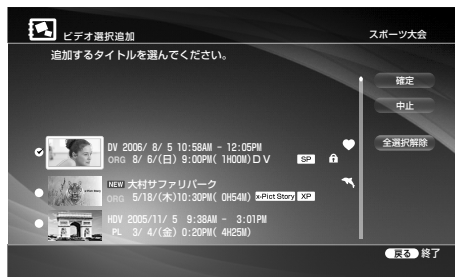 ビデオ選択追加
スポーツ大会
追加するタイトルを選んでください。
確定
中止
全選択解除
DV 2006/ 8/ 5 10:58AM - 12:05PM
ORG 8/ 6/(日) 9:00PM( 1H00M)ＤＶ SP
NEW 大村サファリパーク
ORG 5/18/(木)10:30PM( 0H54M) x-Pict Story XP
HDV 2005/11/ 5 9:38AM - 3:01PM
PL 3/ 4/(金) 0:20PM( 4H25M)
戻る 終了